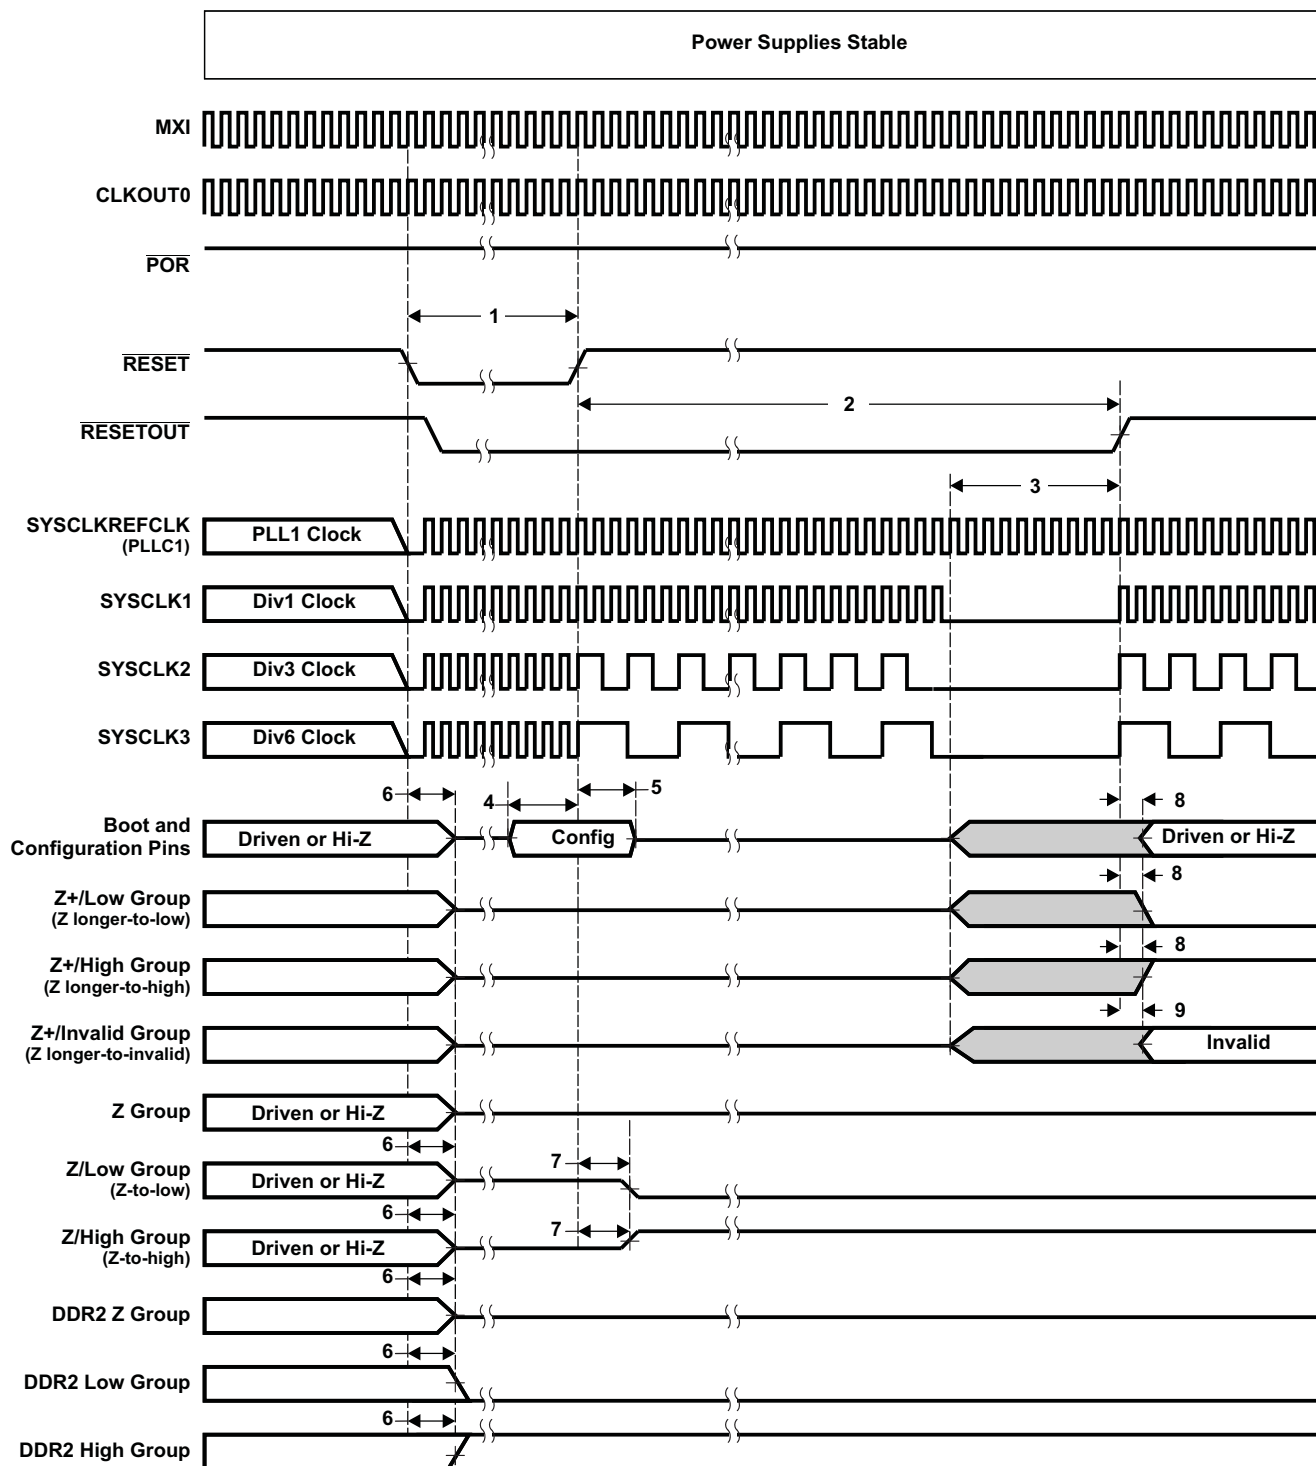 Power Supplies Stable
MXI
CLKOUT0
POR
1
RESET
2
RESETOUT
3
SYSCLKREFCLK
(PLLC1)
PLL1 Clock
SYSCLK1
Div1 Clock
SYSCLK2
Div3 Clock
SYSCLK3
Div6 Clock
6
4
5
8
Boot and
Configuration Pins
Driven or Hi-Z
Config
Driven or Hi-Z
8
Z+/Low Group
(Z longer-to-low)
8
Z+/High Group
(Z longer-to-high)
9
Z+/Invalid Group
(Z longer-to-invalid)
Invalid
Z Group
Driven or Hi-Z
6
7
Z/Low Group
(Z-to-low)
Driven or Hi-Z
6
7
Z/High Group
(Z-to-high)
Driven or Hi-Z
6
DDR2 Z Group
6
DDR2 Low Group
6
DDR2 High Group